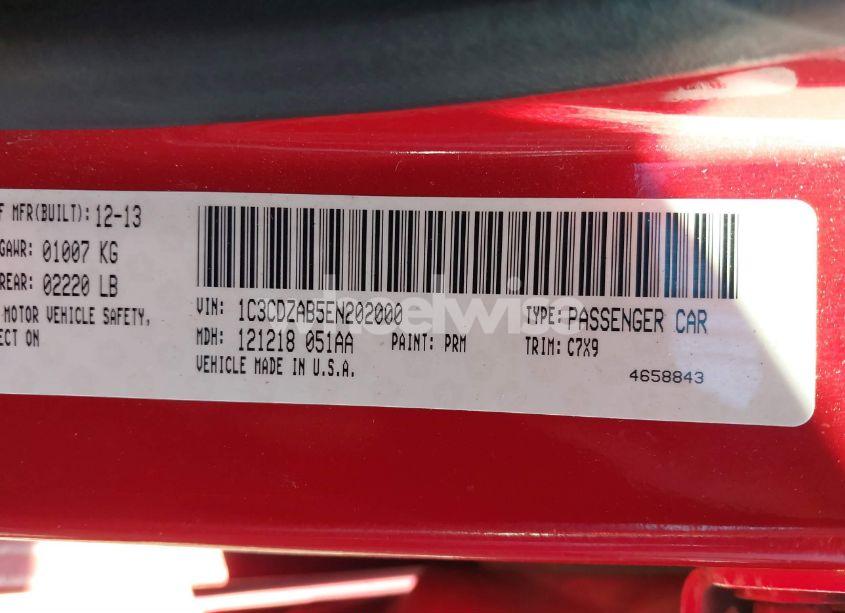 F MFR(BUILT): 12-13
GAWR: 01007 KG
REAR: 02220 LB
MOTOR VEHICLE SAFETY,
ECT ON
VIN: 1C3CDZAB5EN202000 TYPE: PASSENGER CAR
MDH: 121218 051AA PAINT: PRM TRIM: C7X9
VEHICLE MADE IN U.S.A. 4658843
wheelwise